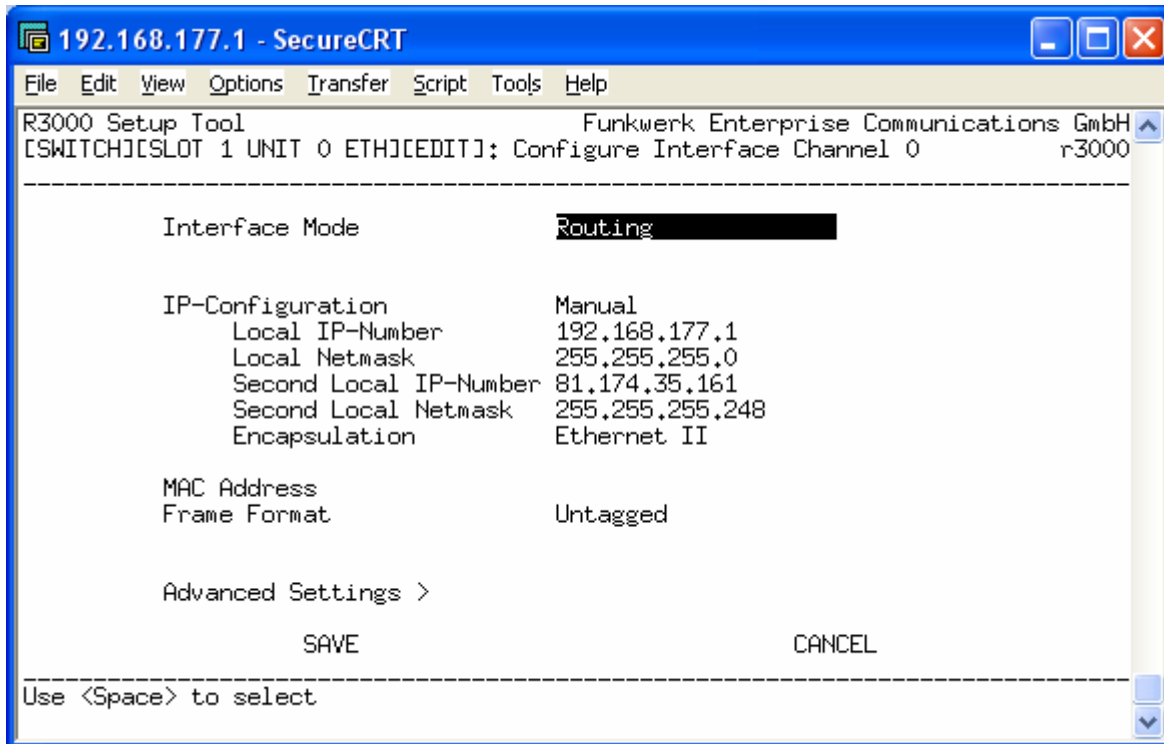 192.168.177.1 - SecureCRT
File Edit View Options Transfer Script Tools Help
R3000 Setup Tool Funkwerk Enterprise Communications GmbH
[SWITCH][SLOT 1 UNIT 0 ETH][EDIT]: Configure Interface Channel 0 r3000
Interface Mode Routing
IP-Configuration Manual
Local IP-Number 192.168.177.1
Local Netmask 255.255.255.0
Second Local IP-Number 81.174.35.161
Second Local Netmask 255.255.255.248
Encapsulation Ethernet II
MAC Address
Frame Format Untagged
Advanced Settings >
SAVE CANCEL
Use <Space> to select